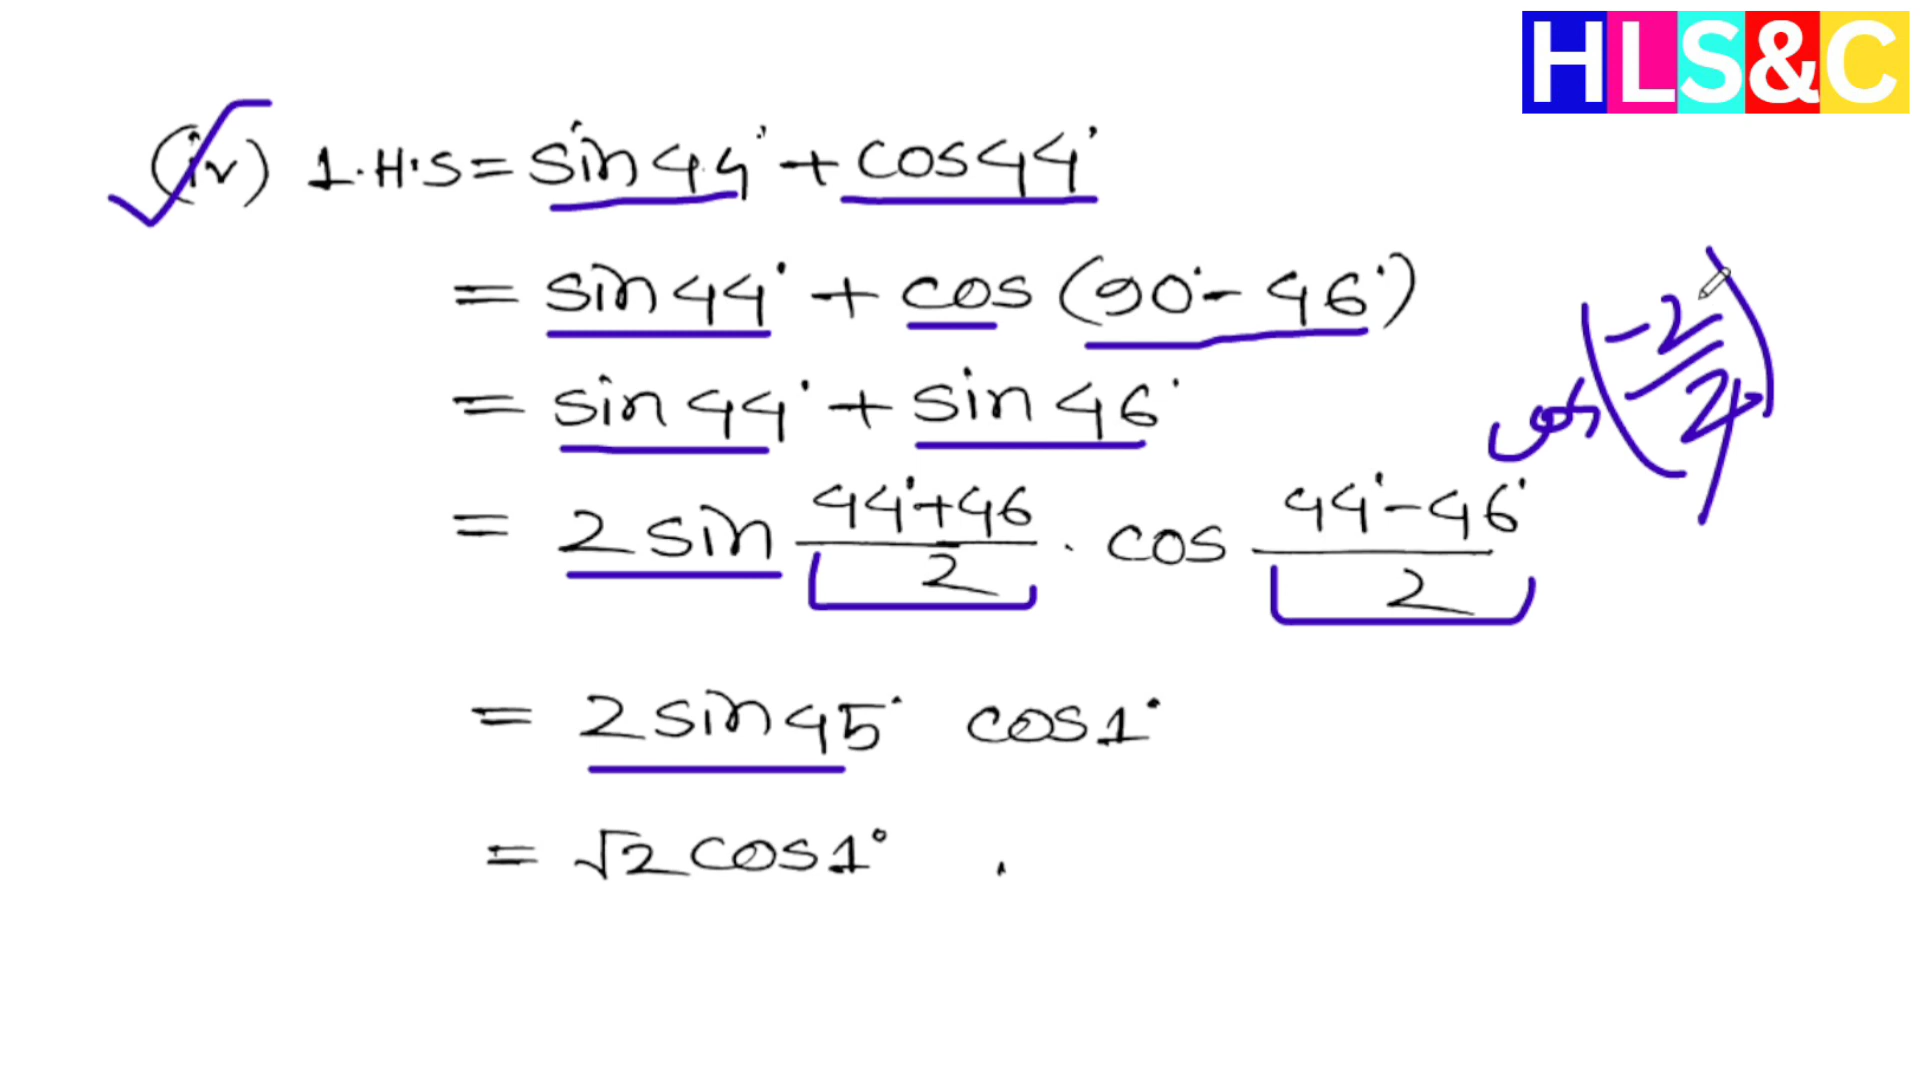 HLS&C
(iv) L.H.S = sin 44° + cos 44°
= sin 44° + cos (90° - 46°)
= sin 44° + sin 46°
= 2 sin (44° + 46)/2 . cos (44° - 46°)/2
cos (-2/2)
= 2 sin 45° cos 1°
= √2 cos 1° .